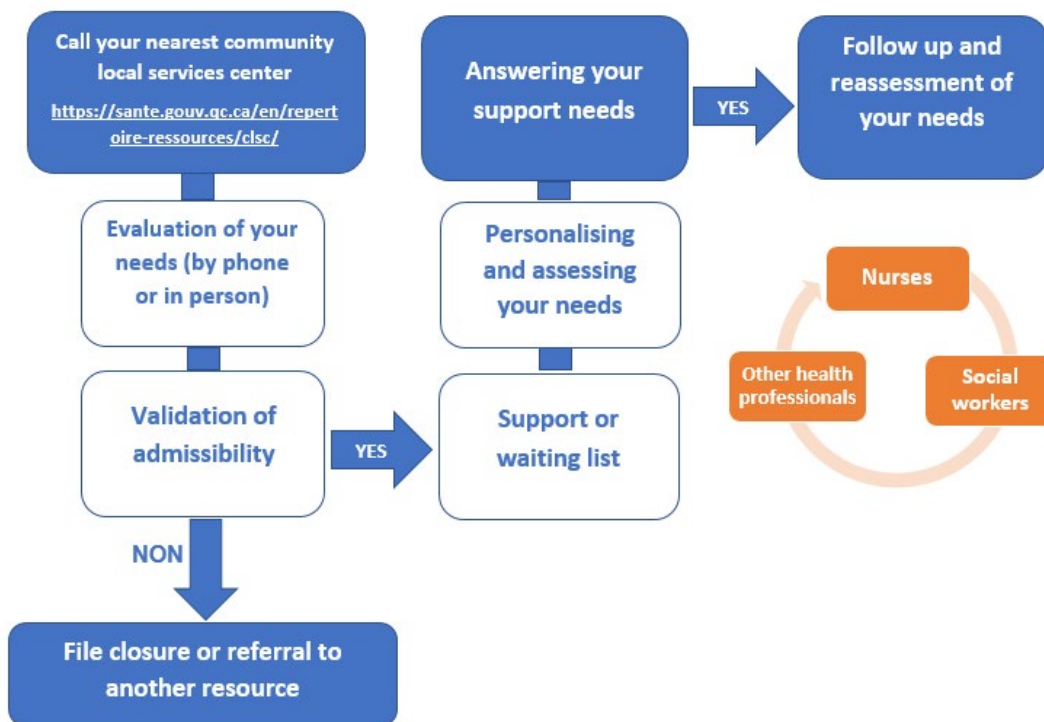 Call your nearest community
local services center
https://sante.gouv.qc.ca/en/repert
oire-ressources/clsc/
Evaluation of your
needs (by phone
or in person)
Validation of
admissibility
NON
File closure or referral to
another resource
YES
Support or
waiting list
Personalising
and assessing
your needs
Answering your
support needs
YES
Follow up and
reassessment of
your needs
Nurses
Social
workers
Other health
professionals